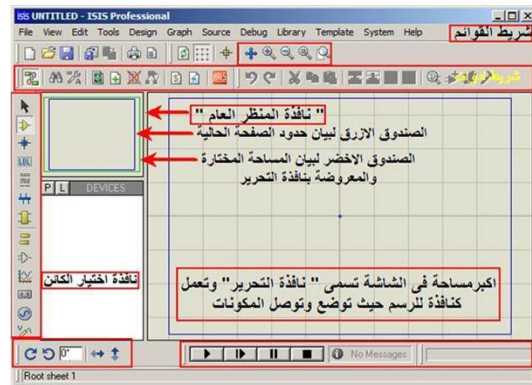 UNTITLED - ISIS Professional
File View Edit Tools Design Graph Source Debug Library Template System Help
شريط القوائم
" نافذة المنظر العام "
الصندوق الازرق لبيان حدود الصفحة الحالية
الصندوق الاخضر لبيان المساحة المختارة
والمعروضة بنافذة التحرير
LBL
P L DEVICES
نافذة اختيار الكائن
اكبرمساحة فى الشاشة تسمى " نافذة التحرير" وتعمل
كنافذة للرسم حيث توضع وتوصل المكونات
0°
No Messages
Root sheet 1